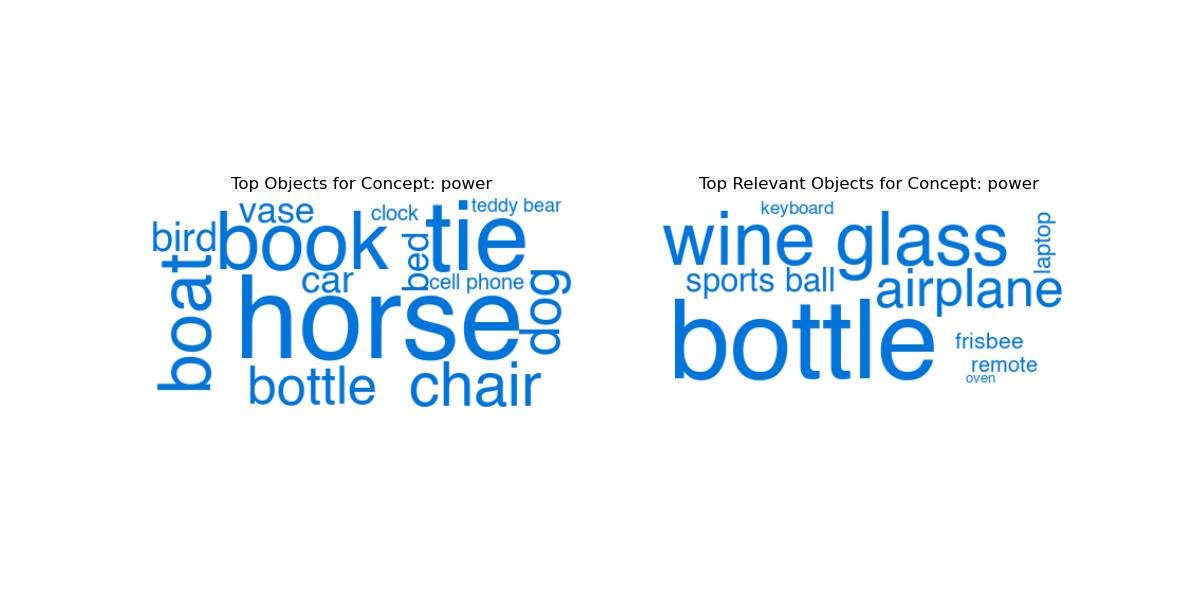 Top Objects for Concept: power
vase
clock
teddy bear
bird
book
tie
bed
car
cell phone
boat
horse
dog
bottle
chair
Top Relevant Objects for Concept: power
keyboard
wine glass
laptop
sports ball
airplane
bottle
frisbee
remote
oven